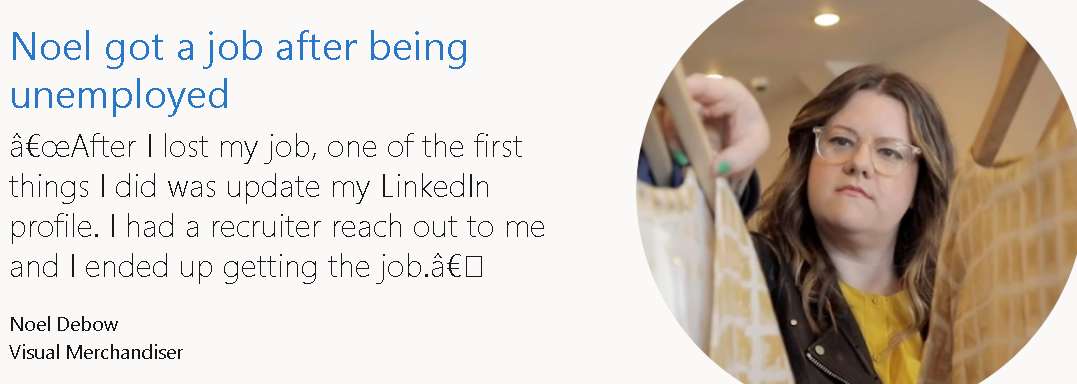 Noel got a job after being
unemployed
â€œAfter I lost my job, one of the first
things I did was update my LinkedIn
profile. I had a recruiter reach out to me
and I ended up getting the job.â€□
Noel Debow
Visual Merchandiser